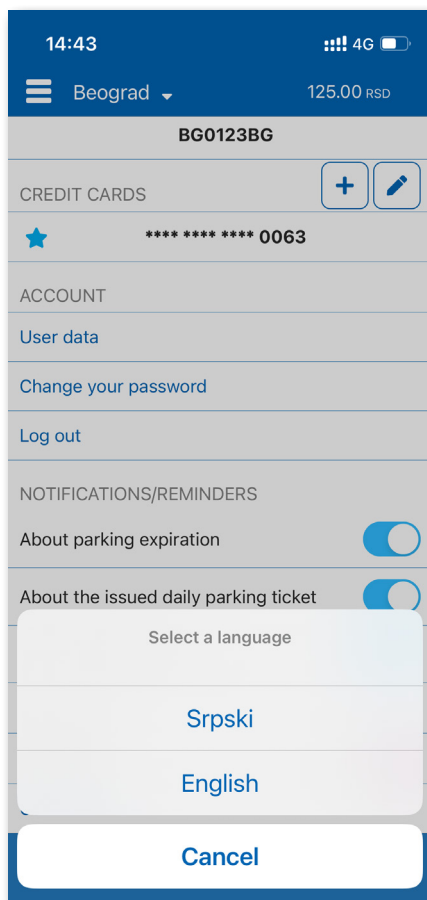 14:43 4G
Beograd 125.00 RSD
BG0123BG
CREDIT CARDS
**** **** **** 0063
ACCOUNT
User data
Change your password
Log out
NOTIFICATIONS/REMINDERS
About parking expiration
About the issued daily parking ticket
Select a language
Srpski
English
Cancel